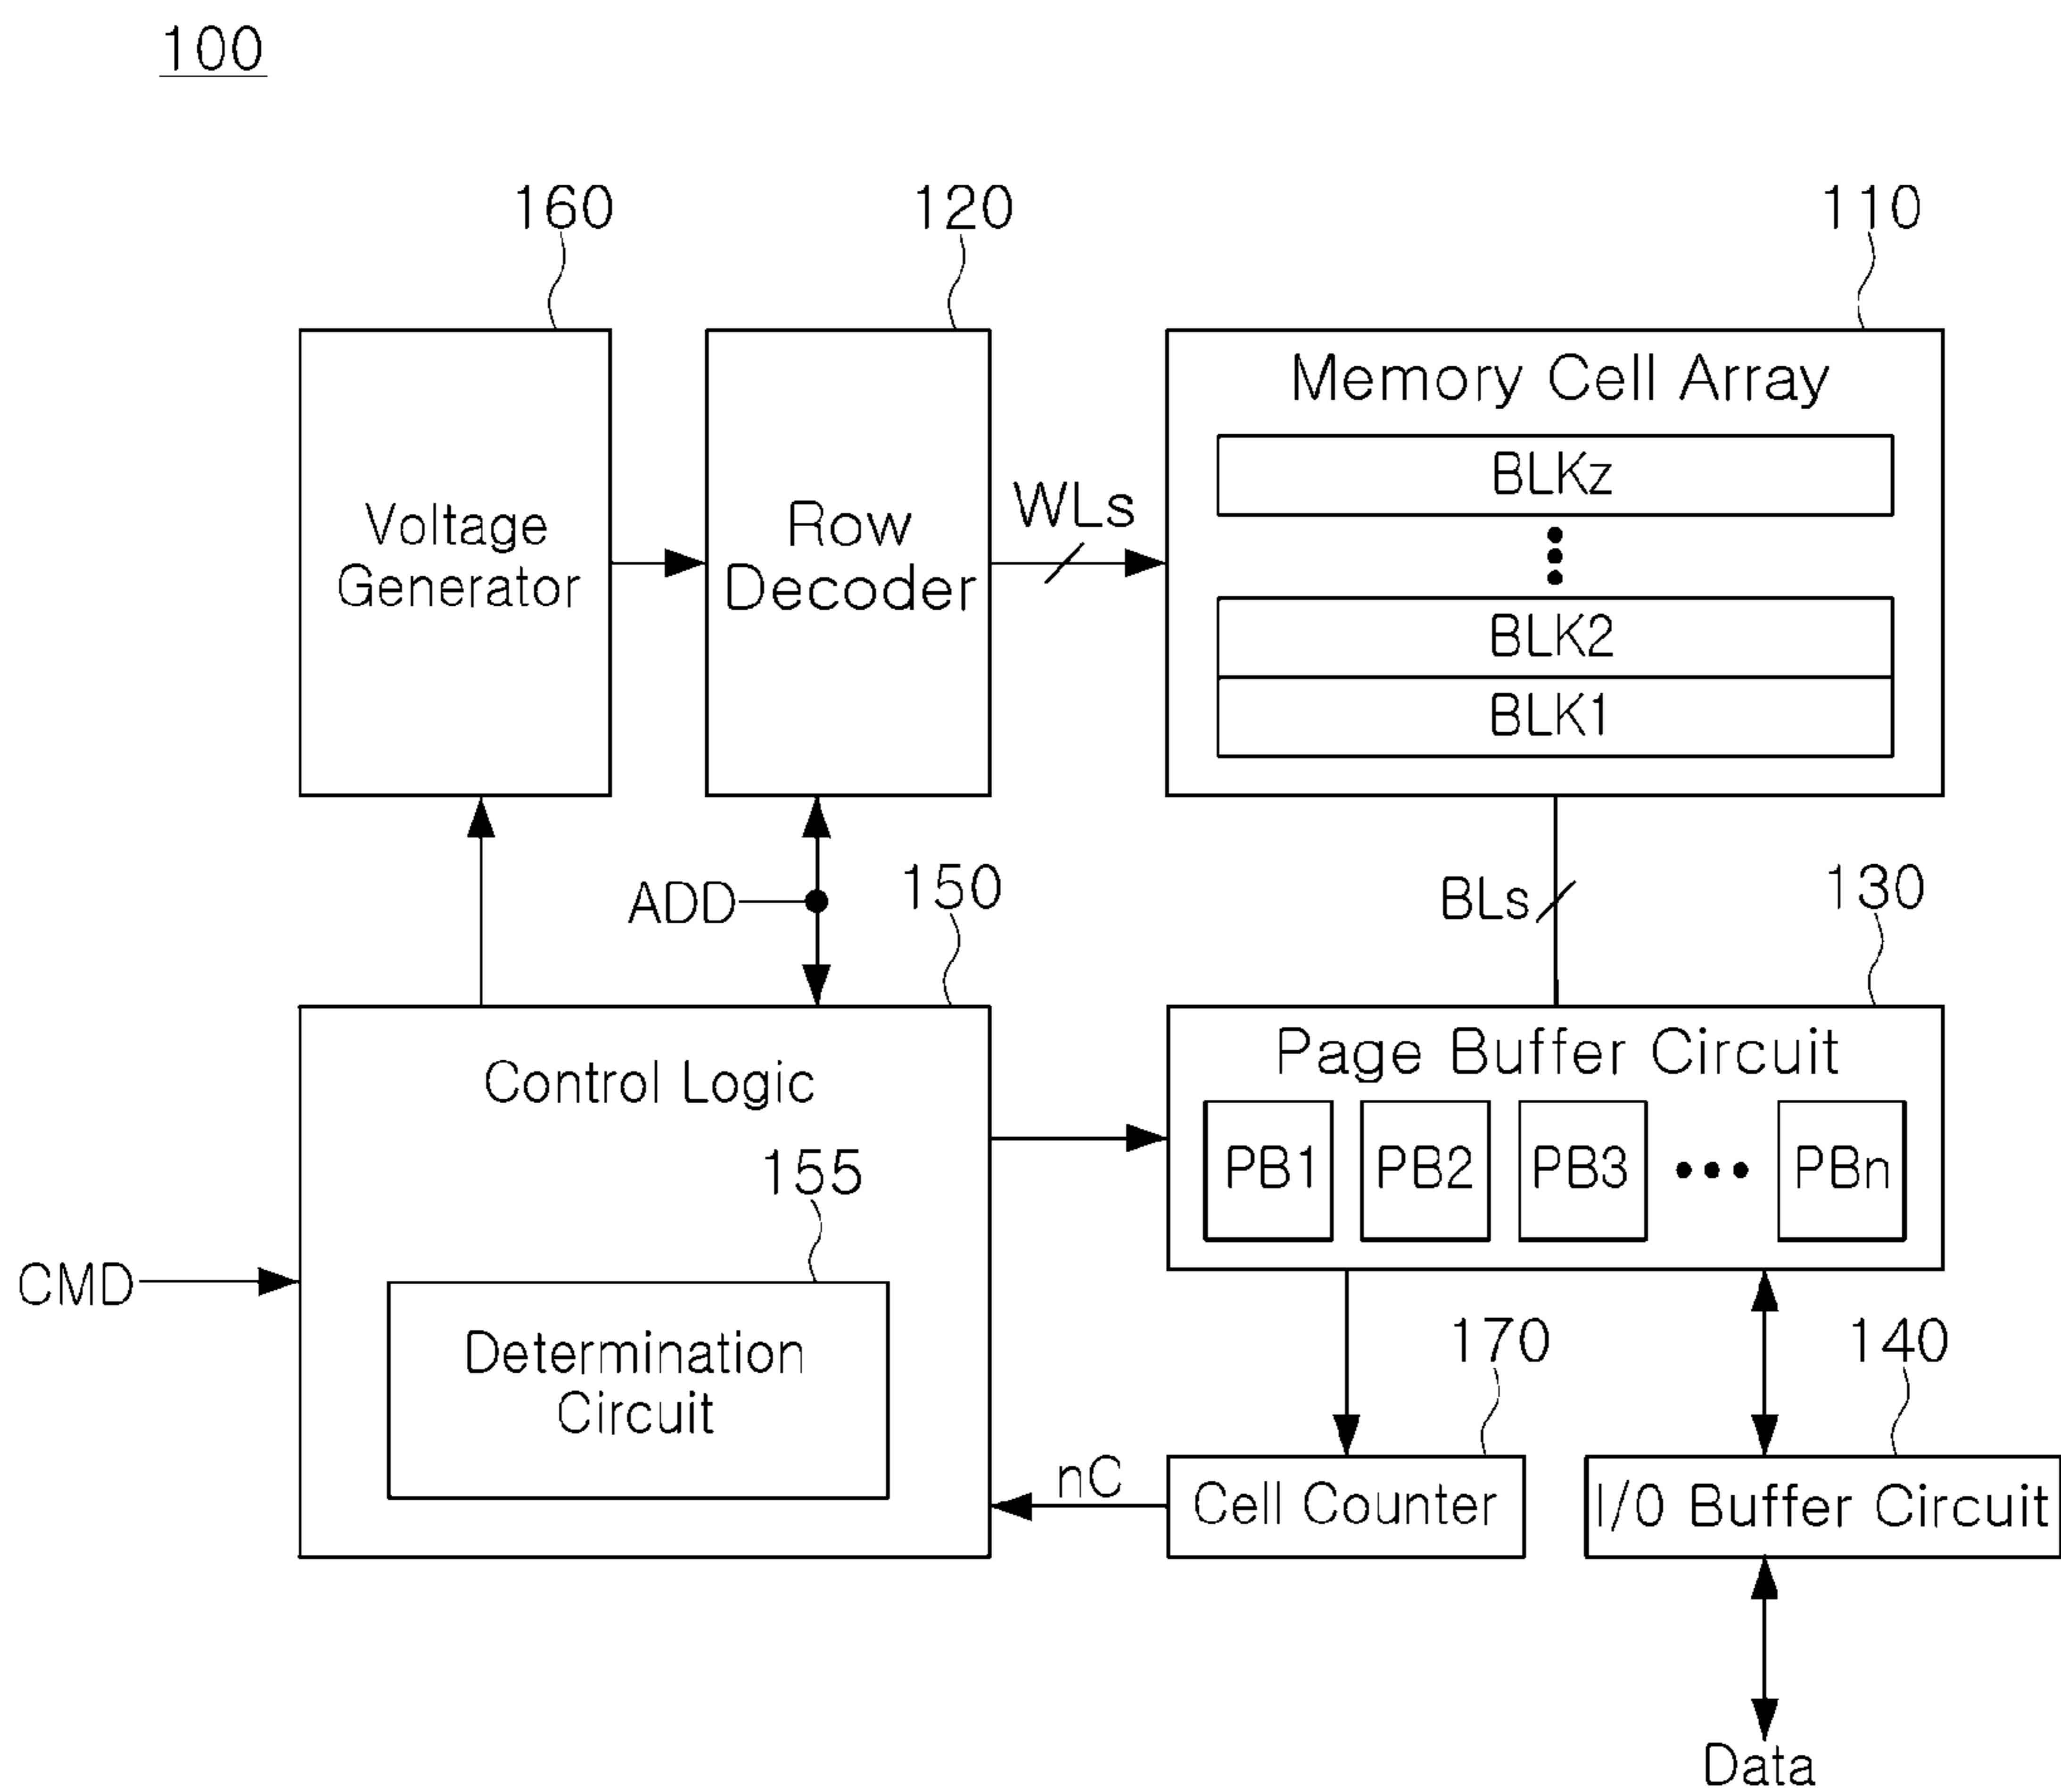 100
160
120
110
Voltage
Generator
Row
Decoder
WLs
Memory Cell Array
BLKz
BLK2
BLK1
ADD
150
BLs
130
Control Logic
155
Determination
Circuit
CMD
Page Buffer Circuit
PB1
PB2
PB3
PBn
170
140
nC
Cell Counter
I/0 Buffer Circuit
Data